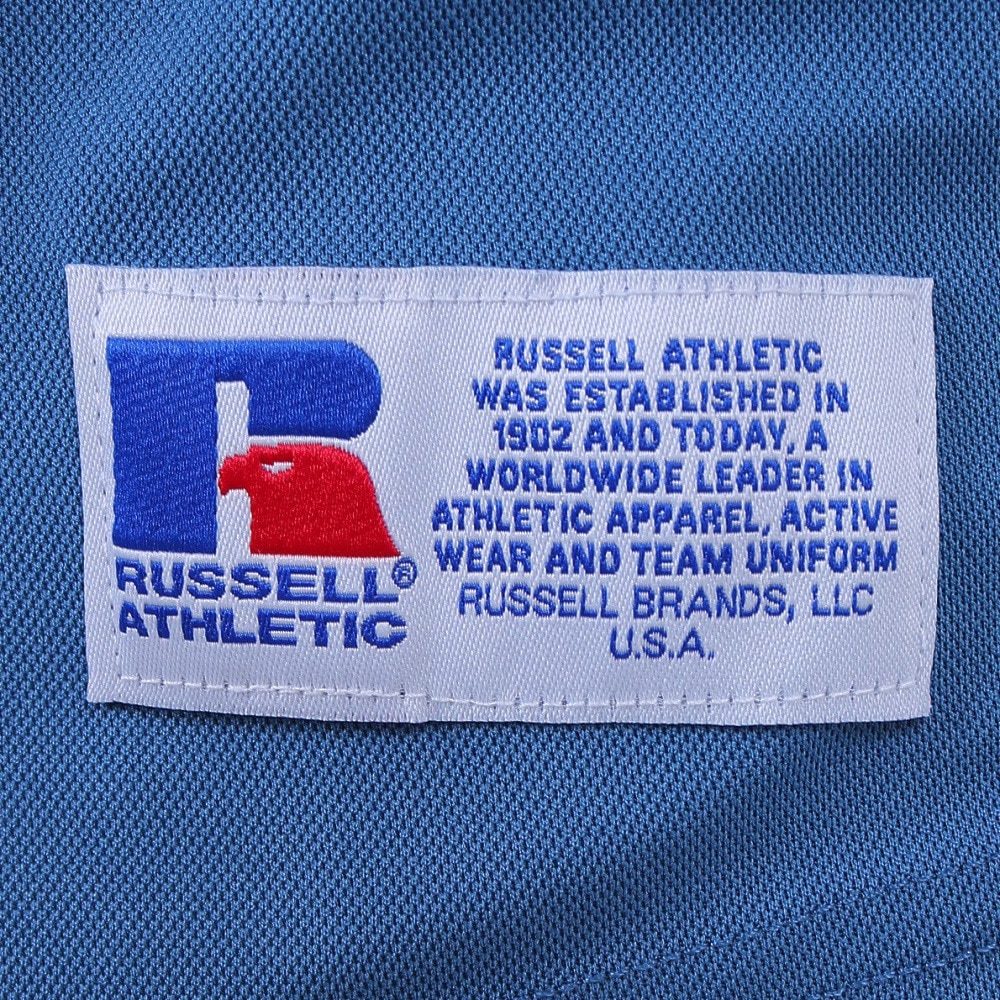 RUSSELL®
ATHLETIC
RUSSELL ATHLETIC
WAS ESTABLISHED IN
1902 AND TODAY, A
WORLDWIDE LEADER IN
ATHLETIC APPAREL, ACTIVE
WEAR AND TEAM UNIFORM
RUSSELL BRANDS, LLC
U.S.A.